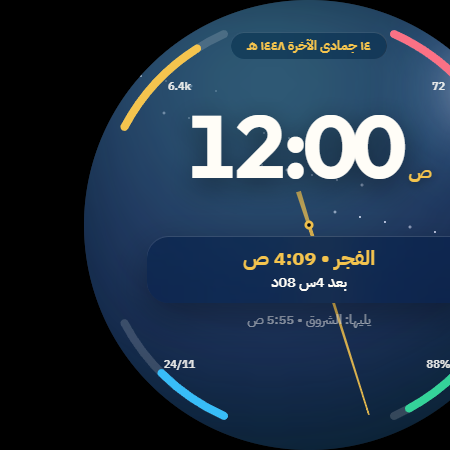 ١٤ جمادى الآخرة ١٤٤٨ هـ
6.4k
72
12:00 ص
الفجر • 4:09 ص
بعد 4س 08د
يليها: الشروق • 5:55 ص
24/11
88%